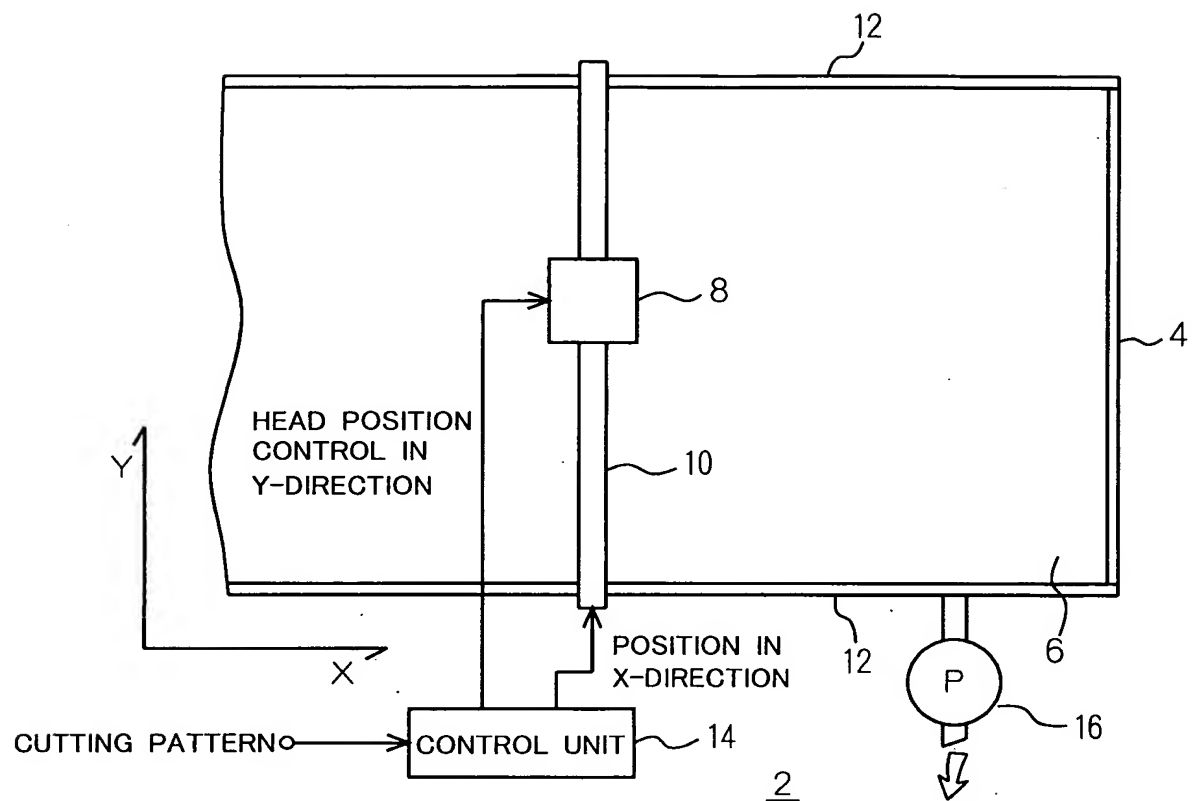 12
8
4
HEAD POSITION
CONTROL IN
Y-DIRECTION
10
Y
X
POSITION IN
X-DIRECTION
12
6
P
16
CUTTING PATTERN
CONTROL UNIT
14
2